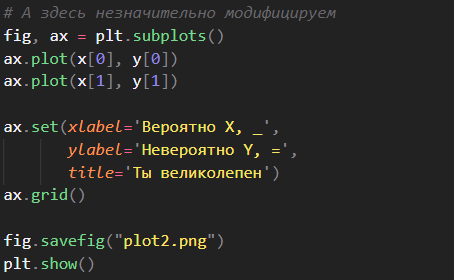 # А здесь незначительно модифицируем
fig, ax = plt.subplots()
ax.plot(x[0], y[0])
ax.plot(x[1], y[1])
ax.set(xlabel='Вероятно X, _',
ylabel='Невероятно Y, =',
title='Ты великолепен')
ax.grid()
fig.savefig("plot2.png")
plt.show()